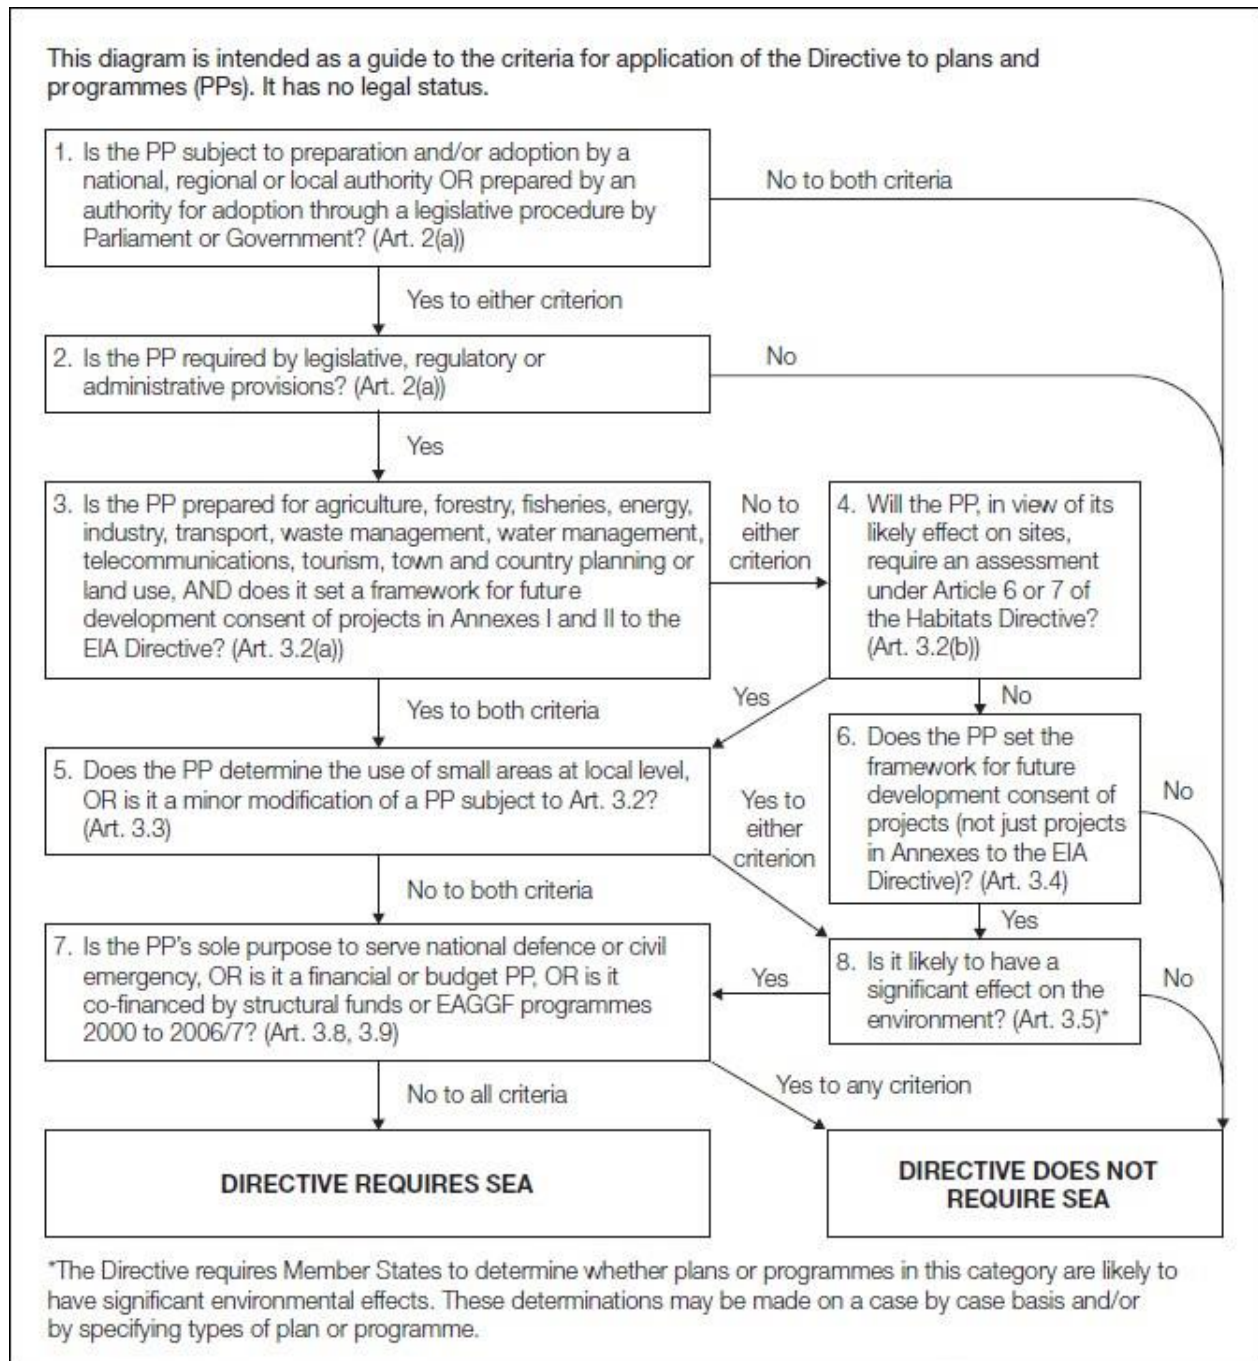 This diagram is intended as a guide to the criteria for application of the Directive to plans and
programmes (PPs). It has no legal status.
1. Is the PP subject to preparation and/or adoption by a
national, regional or local authority OR prepared by an
authority for adoption through a legislative procedure by
Parliament or Government? (Art. 2(a))
No to both criteria
Yes to either criterion
2. Is the PP required by legislative, regulatory or
administrative provisions? (Art. 2(a))
No
Yes
3. Is the PP prepared for agriculture, forestry, fisheries, energy,
industry, transport, waste management, water management,
telecommunications, tourism, town and country planning or
land use, AND does it set a framework for future
development consent of projects in Annexes I and II to the
EIA Directive? (Art. 3.2(a))
No to
either
criterion
4. Will the PP, in view of its
likely effect on sites,
require an assessment
under Article 6 or 7 of
the Habitats Directive?
(Art. 3.2(b))
Yes to both criteria
Yes
No
5. Does the PP determine the use of small areas at local level,
OR is it a minor modification of a PP subject to Art. 3.2?
(Art. 3.3)
Yes to
either
criterion
6. Does the PP set the
framework for future
development consent of
projects (not just projects
in Annexes to the EIA
Directive)? (Art. 3.4)
No
No to both criteria
Yes
7. Is the PP's sole purpose to serve national defence or civil
emergency, OR is it a financial or budget PP, OR is it
co-financed by structural funds or EAGGF programmes
2000 to 2006/7? (Art. 3.8, 3.9)
Yes
8. Is it likely to have a
significant effect on the
environment? (Art. 3.5)*
No
No to all criteria
Yes to any criterion
DIRECTIVE REQUIRES SEA
DIRECTIVE DOES NOT
REQUIRE SEA
*The Directive requires Member States to determine whether plans or programmes in this category are likely to
have significant environmental effects. These determinations may be made on a case by case basis and/or
by specifying types of plan or programme.